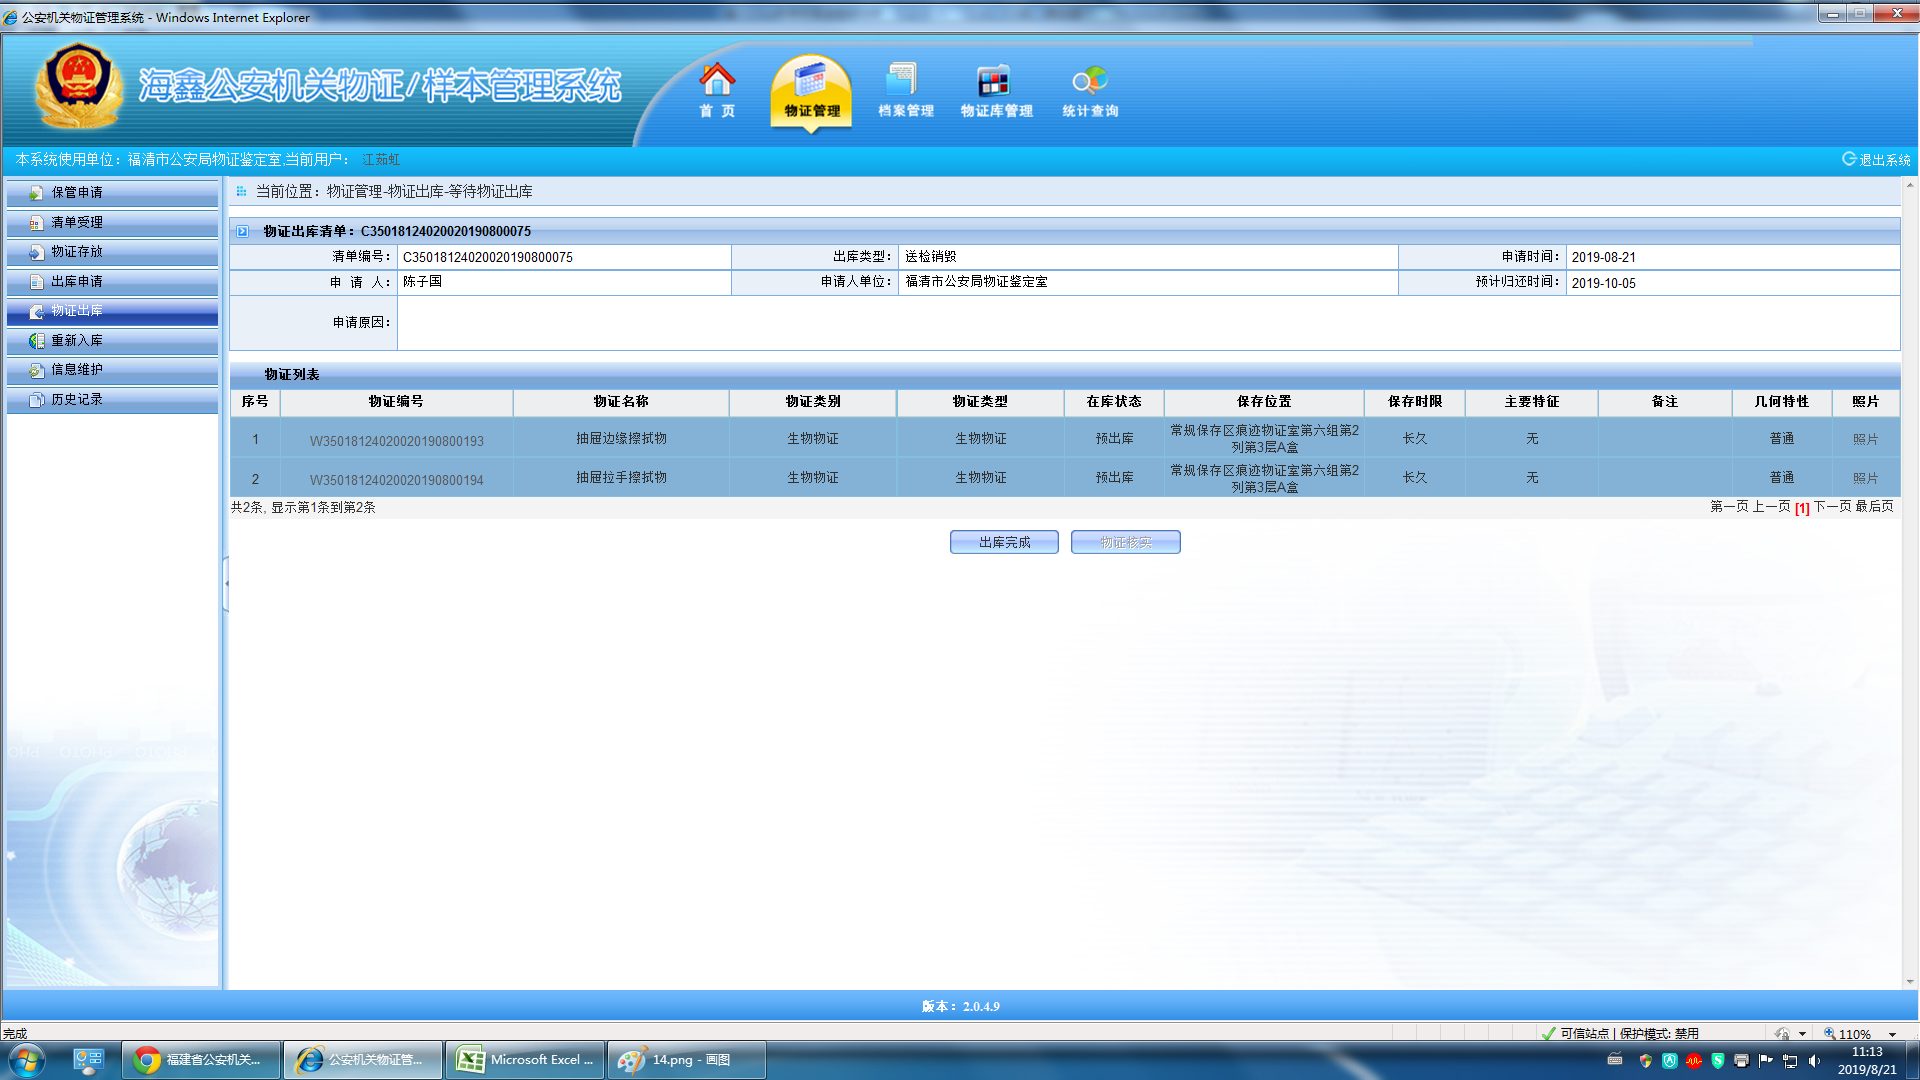 公安机关物证管理系统 - Windows Internet Explorer
海鑫公安机关物证/样本管理系统
首 页
物证管理
档案管理
物证库管理
统计查询
本系统使用单位：福清市公安局物证鉴定室,当前用户： 江茹虹
退出系统
保管申请
清单受理
物证存放
出库申请
物证出库
重新入库
信息维护
历史记录
当前位置：物证管理-物证出库-等待物证出库
物证出库清单：C35018124020020190800075
清单编号： C35018124020020190800075 出库类型： 送检销毁 申请时间： 2019-08-21
申 请 人： 陈子国 申请人单位： 福清市公安局物证鉴定室 预计归还时间： 2019-10-05
申请原因：
物证列表
序号 物证编号 物证名称 物证类别 物证类型 在库状态 保存位置 保存时限 主要特征 备注 几何特性 照片
1 W35018124020020190800193 抽屉边缘擦拭物 生物物证 生物物证 预出库 常规保存区痕迹物证室第六组第2列第3层A盒 长久 无 普通 照片
2 W35018124020020190800194 抽屉拉手擦拭物 生物物证 生物物证 预出库 常规保存区痕迹物证室第六组第2列第3层A盒 长久 无 普通 照片
共2条, 显示第1条到第2条
第一页 上一页 [1] 下一页 最后页
出库完成
物证核实
版本：2.0.4.9
完成
可信站点 | 保护模式: 禁用
110%
福建省公安机关...
公安机关物证管...
Microsoft Excel ...
14.png - 画图
11:13
2019/8/21